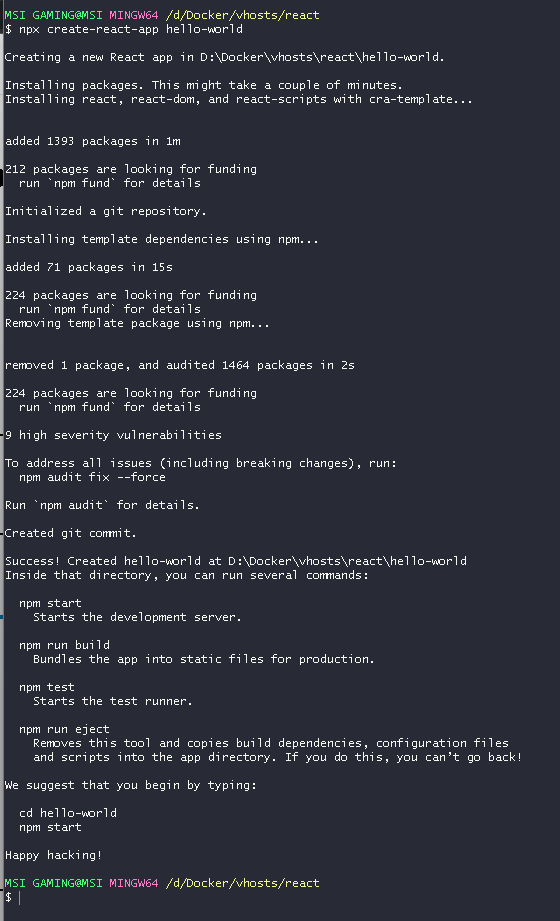 MSI GAMING@MSI MINGW64 /d/Docker/vhosts/react
$ npx create-react-app hello-world
Creating a new React app in D:\Docker\vhosts\react\hello-world.
Installing packages. This might take a couple of minutes.
Installing react, react-dom, and react-scripts with cra-template...
added 1393 packages in 1m
212 packages are looking for funding
  run `npm fund` for details
Initialized a git repository.
Installing template dependencies using npm...
added 71 packages in 15s
224 packages are looking for funding
  run `npm fund` for details
Removing template package using npm...
removed 1 package, and audited 1464 packages in 2s
224 packages are looking for funding
  run `npm fund` for details
9 high severity vulnerabilities
To address all issues (including breaking changes), run:
  npm audit fix --force
Run `npm audit` for details.
Created git commit.
Success! Created hello-world at D:\Docker\vhosts\react\hello-world
Inside that directory, you can run several commands:
  npm start
    Starts the development server.
  npm run build
    Bundles the app into static files for production.
  npm test
    Starts the test runner.
  npm run eject
    Removes this tool and copies build dependencies, configuration files
    and scripts into the app directory. If you do this, you can’t go back!
We suggest that you begin by typing:
  cd hello-world
  npm start
Happy hacking!
MSI GAMING@MSI MINGW64 /d/Docker/vhosts/react
$